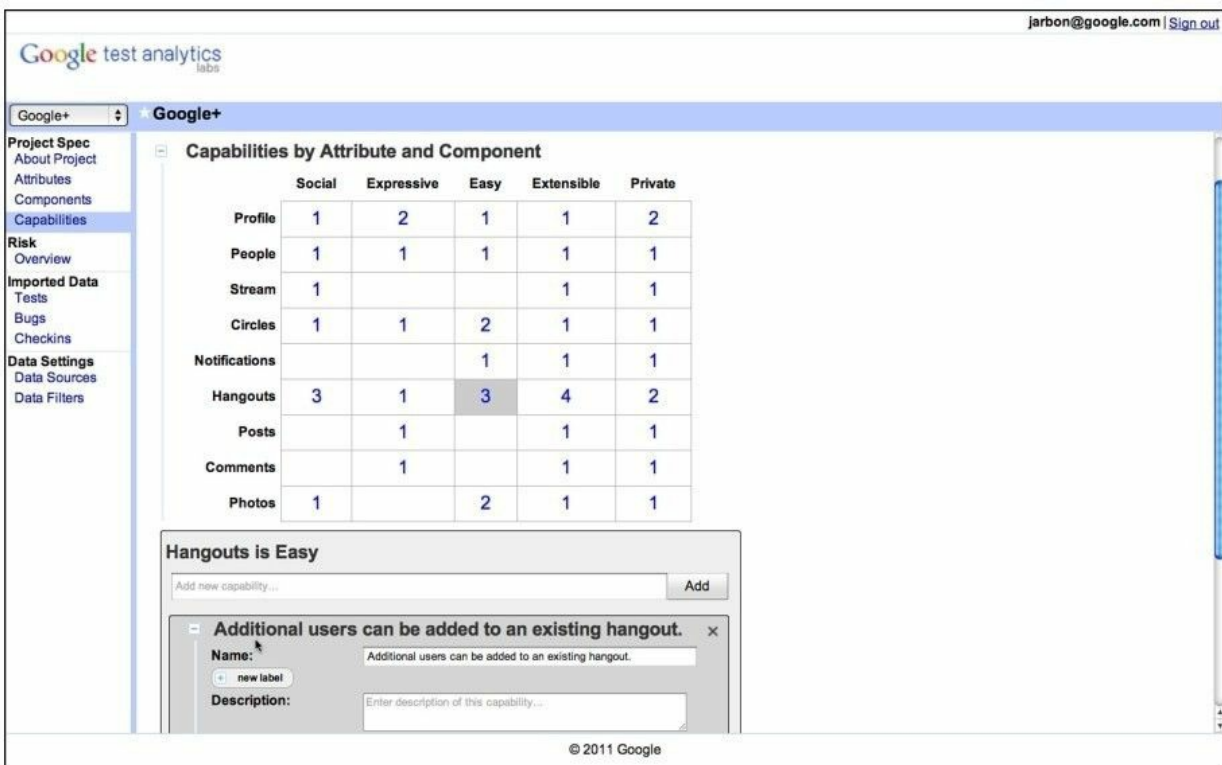 jarbon@google.com | Sign out
Google test analytics
labs
Google+
Google+
Project Spec
About Project
Attributes
Components
Capabilities
Risk
Overview
Imported Data
Tests
Bugs
Checkins
Data Settings
Data Sources
Data Filters
Capabilities by Attribute and Component
Social Expressive Easy Extensible Private
Profile 1 2 1 1 2
People 1 1 1 1 1
Stream 1 1 1
Circles 1 1 2 1 1
Notifications 1 1 1
Hangouts 3 1 3 4 2
Posts 1 1 1
Comments 1 1 1
Photos 1 2 1 1
Hangouts is Easy
Add new capability... Add
Additional users can be added to an existing hangout. ×
Name: Additional users can be added to an existing hangout.
+ new label
Description: Enter description of this capability...
© 2011 Google